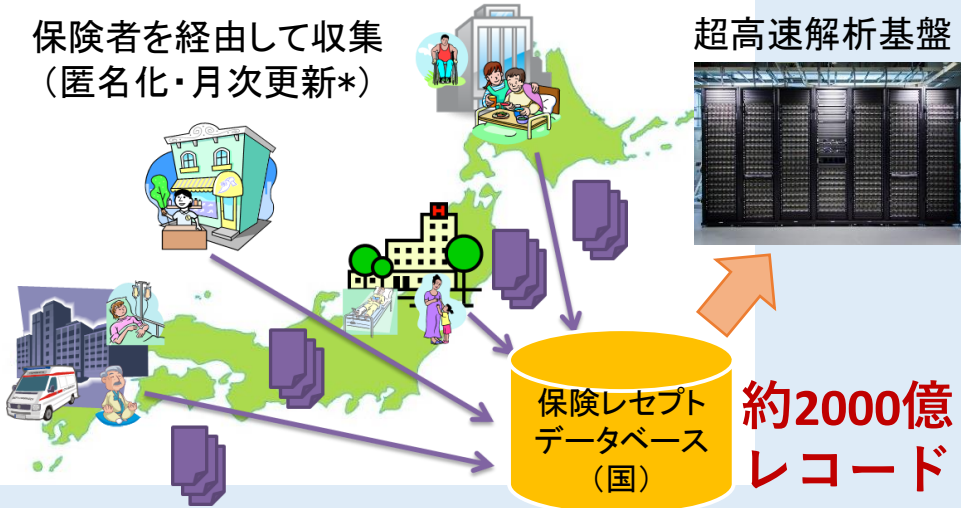 保険者を経由して収集
（匿名化・月次更新*）
超高速解析基盤
H
保険レセプト
データベース
（国）
約2000億
レコード